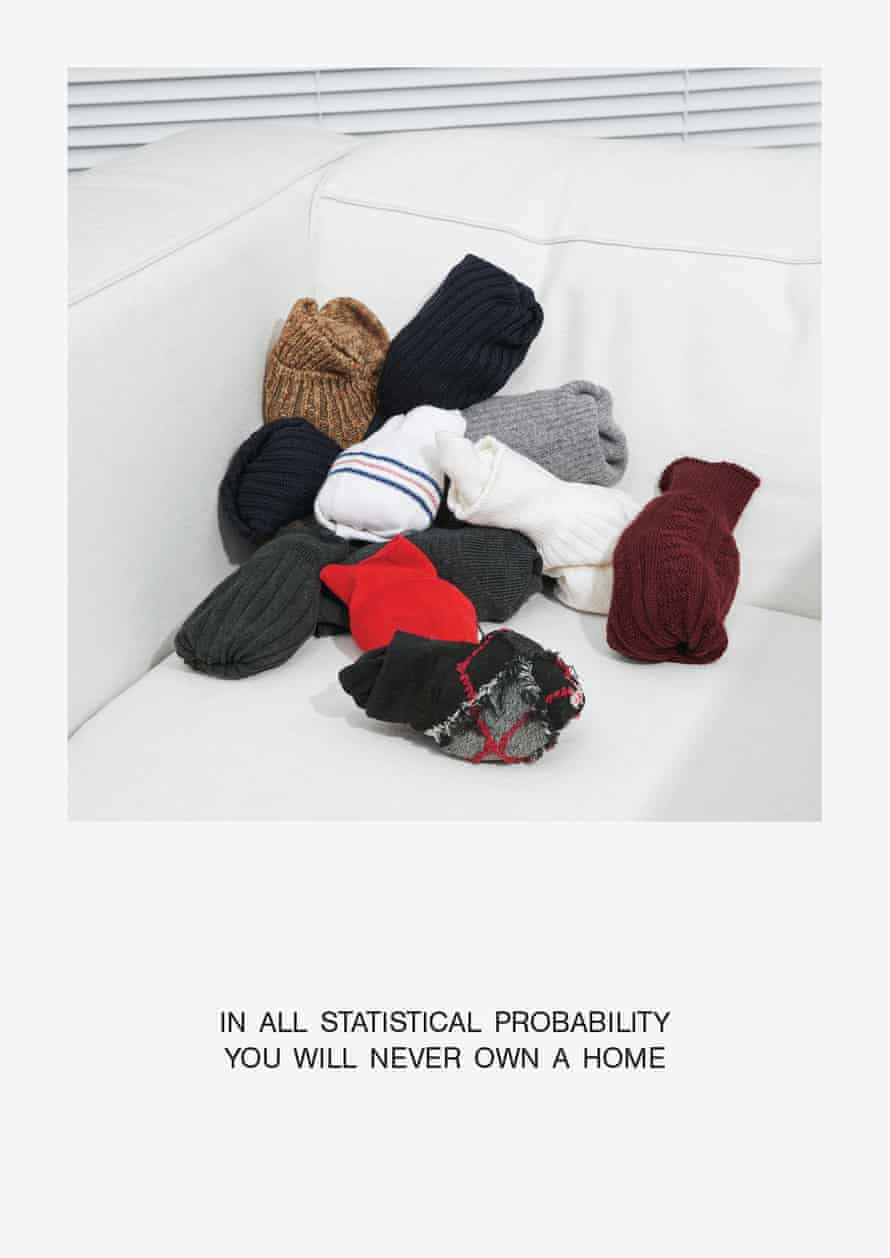 IN ALL STATISTICAL PROBABILITY
YOU WILL NEVER OWN A HOME